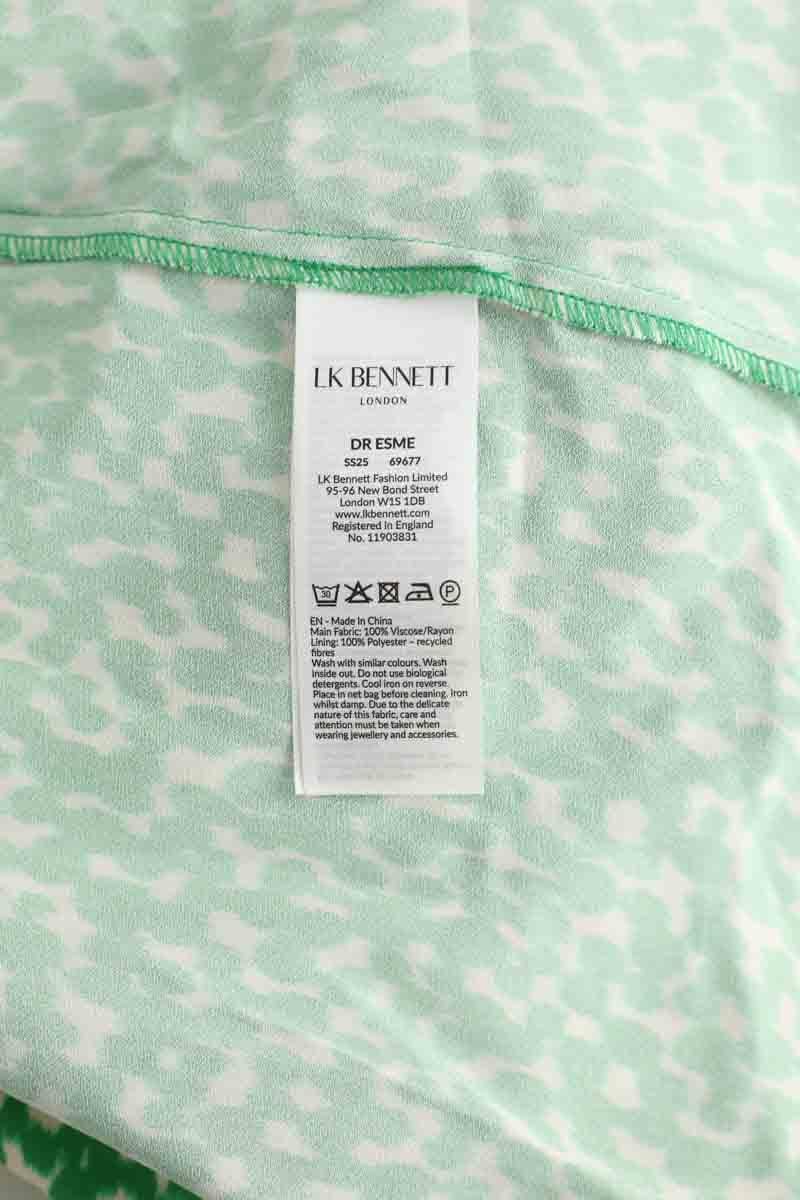 LK BENNETT
LONDON
DR ESME
SS25 69677
LK Bennett Fashion Limited
95-96 New Bond Street
London W1S 1DB
www.lkbennett.com
Registered in England
No. 11903831
30 P
EN - Made In China
Main Fabric: 100% Viscose/Rayon
Lining: 100% Polyester – recycled
fibres
Wash with similar colours. Wash
inside out. Do not use biological
detergents. Cool iron on reverse.
Place in net bag before cleaning. Iron
whilst damp. Due to the delicate
nature of this fabric, care and
attention must be taken when
wearing jewellery and accessories.